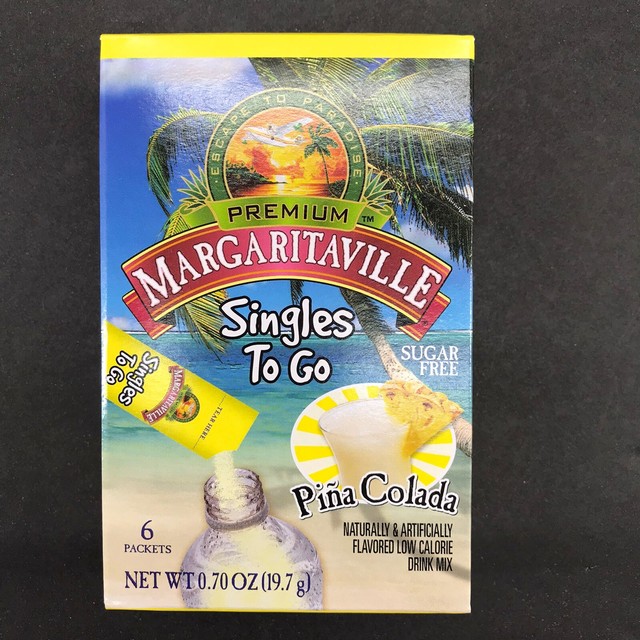 ESCAPE TO PARADISE
PREMIUM TM
MARGARITAVILLE
Singles
To Go
SUGAR
FREE
Singles
To Go
MARGARITAVILLE
TEAR HERE
Piña Colada
NATURALLY & ARTIFICIALLY
FLAVORED LOW CALORIE
DRINK MIX
6
PACKETS
NET WT 0.70 OZ (19.7 g)